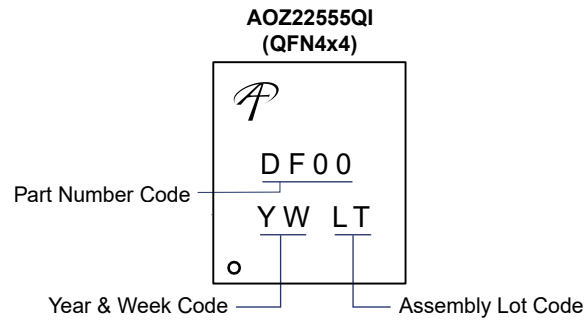 AOZ22555QI
(QFN4x4)
DF00
Part Number Code
YW LT
Year & Week Code
Assembly Lot Code